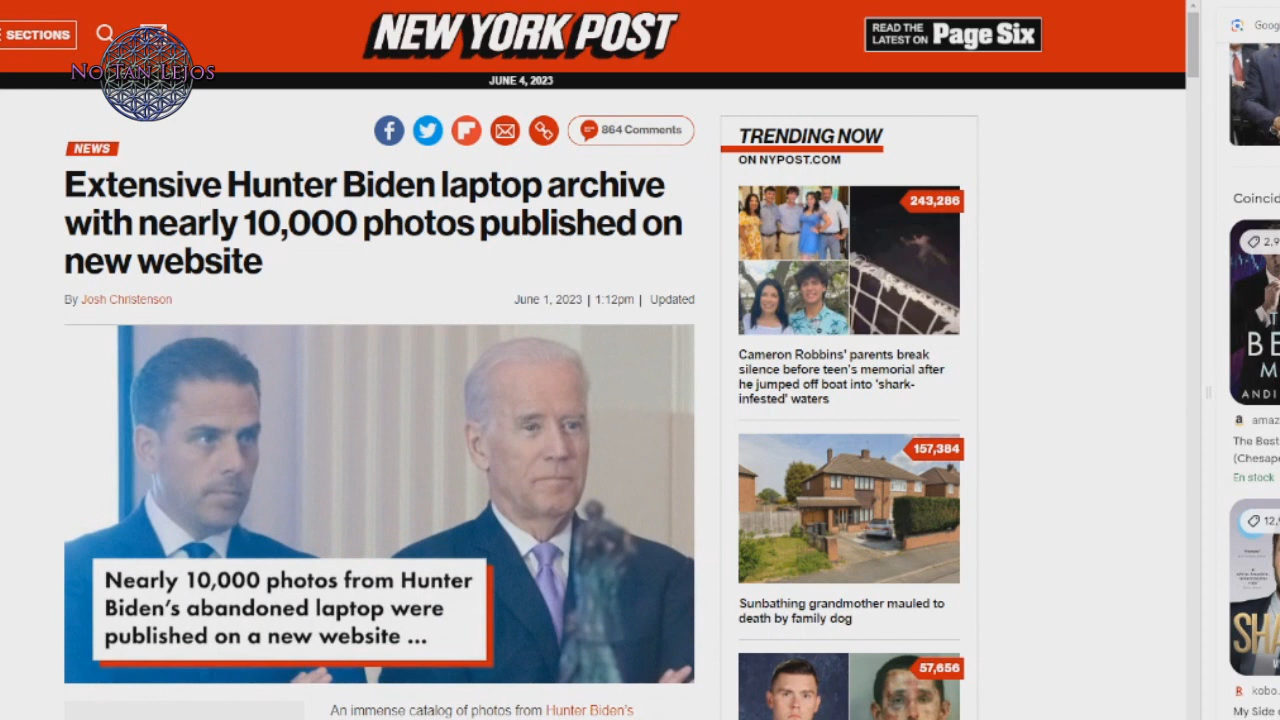 SECTIONS
NO TAN LEJOS
NEW YORK POST
READ THE
LATEST ON Page Six
JUNE 4, 2023
864 Comments
NEWS
Extensive Hunter Biden laptop archive
with nearly 10,000 photos published on
new website
By Josh Christenson
June 1, 2023 | 1:12pm | Updated
Nearly 10,000 photos from Hunter
Biden's abandoned laptop were
published on a new website ...
An immense catalog of photos from Hunter Biden's
TRENDING NOW
ON NYPOST.COM
243,286
Cameron Robbins' parents break
silence before teen's memorial after
he jumped off boat into 'shark-
infested' waters
157,384
Sunbathing grandmother mauled to
death by family dog
57,656
The Best
En stock
My Side